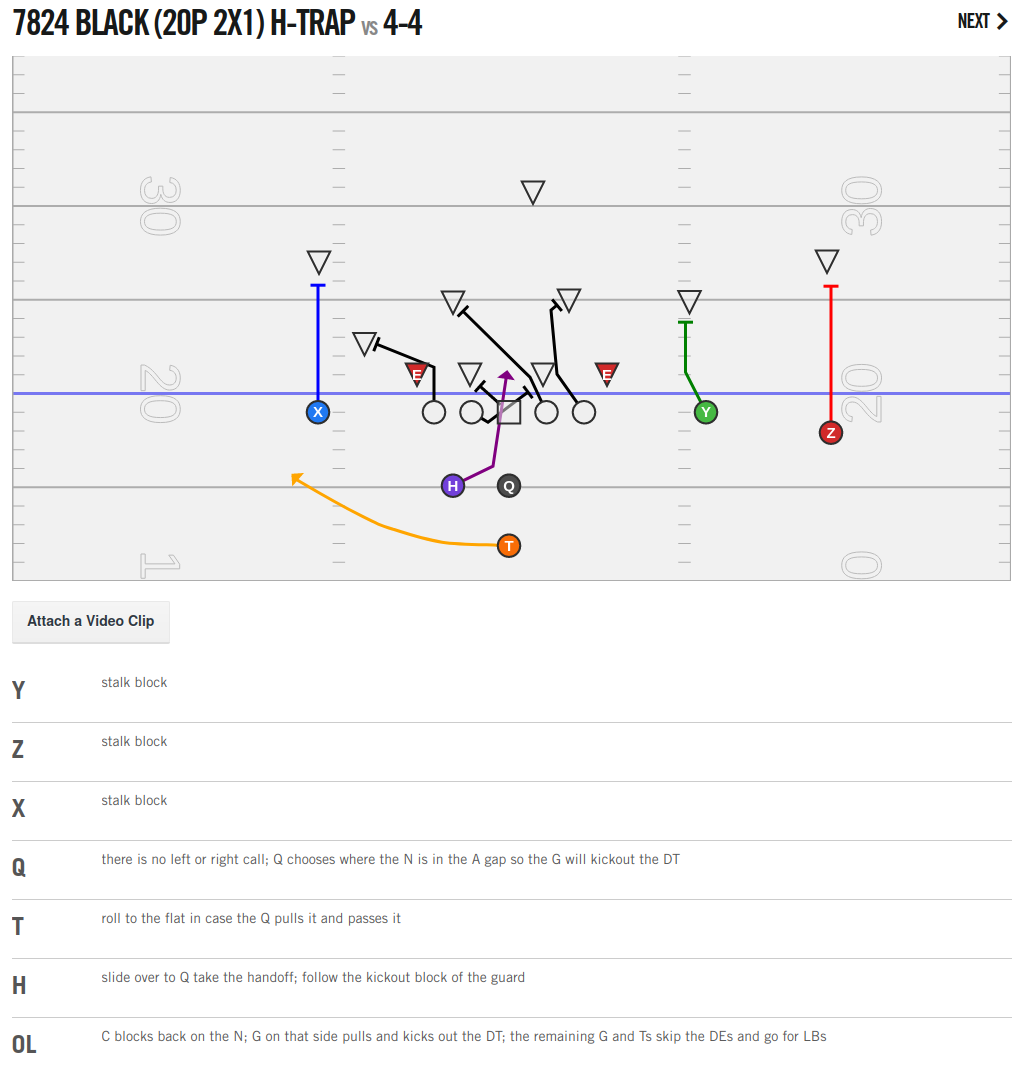 7824 BLACK (20P 2X1) H-TRAP VS 4-4
NEXT
30
30
E
E
20
20
X
Y
Z
H
Q
T
1
0
Attach a Video Clip
Y stalk block
Z stalk block
X stalk block
Q there is no left or right call; Q chooses where the N is in the A gap so the G will kickout the DT
T roll to the flat in case the Q pulls it and passes it
H slide over to Q take the handoff; follow the kickout block of the guard
OL C blocks back on the N; G on that side pulls and kicks out the DT; the remaining G and Ts skip the DEs and go for LBs